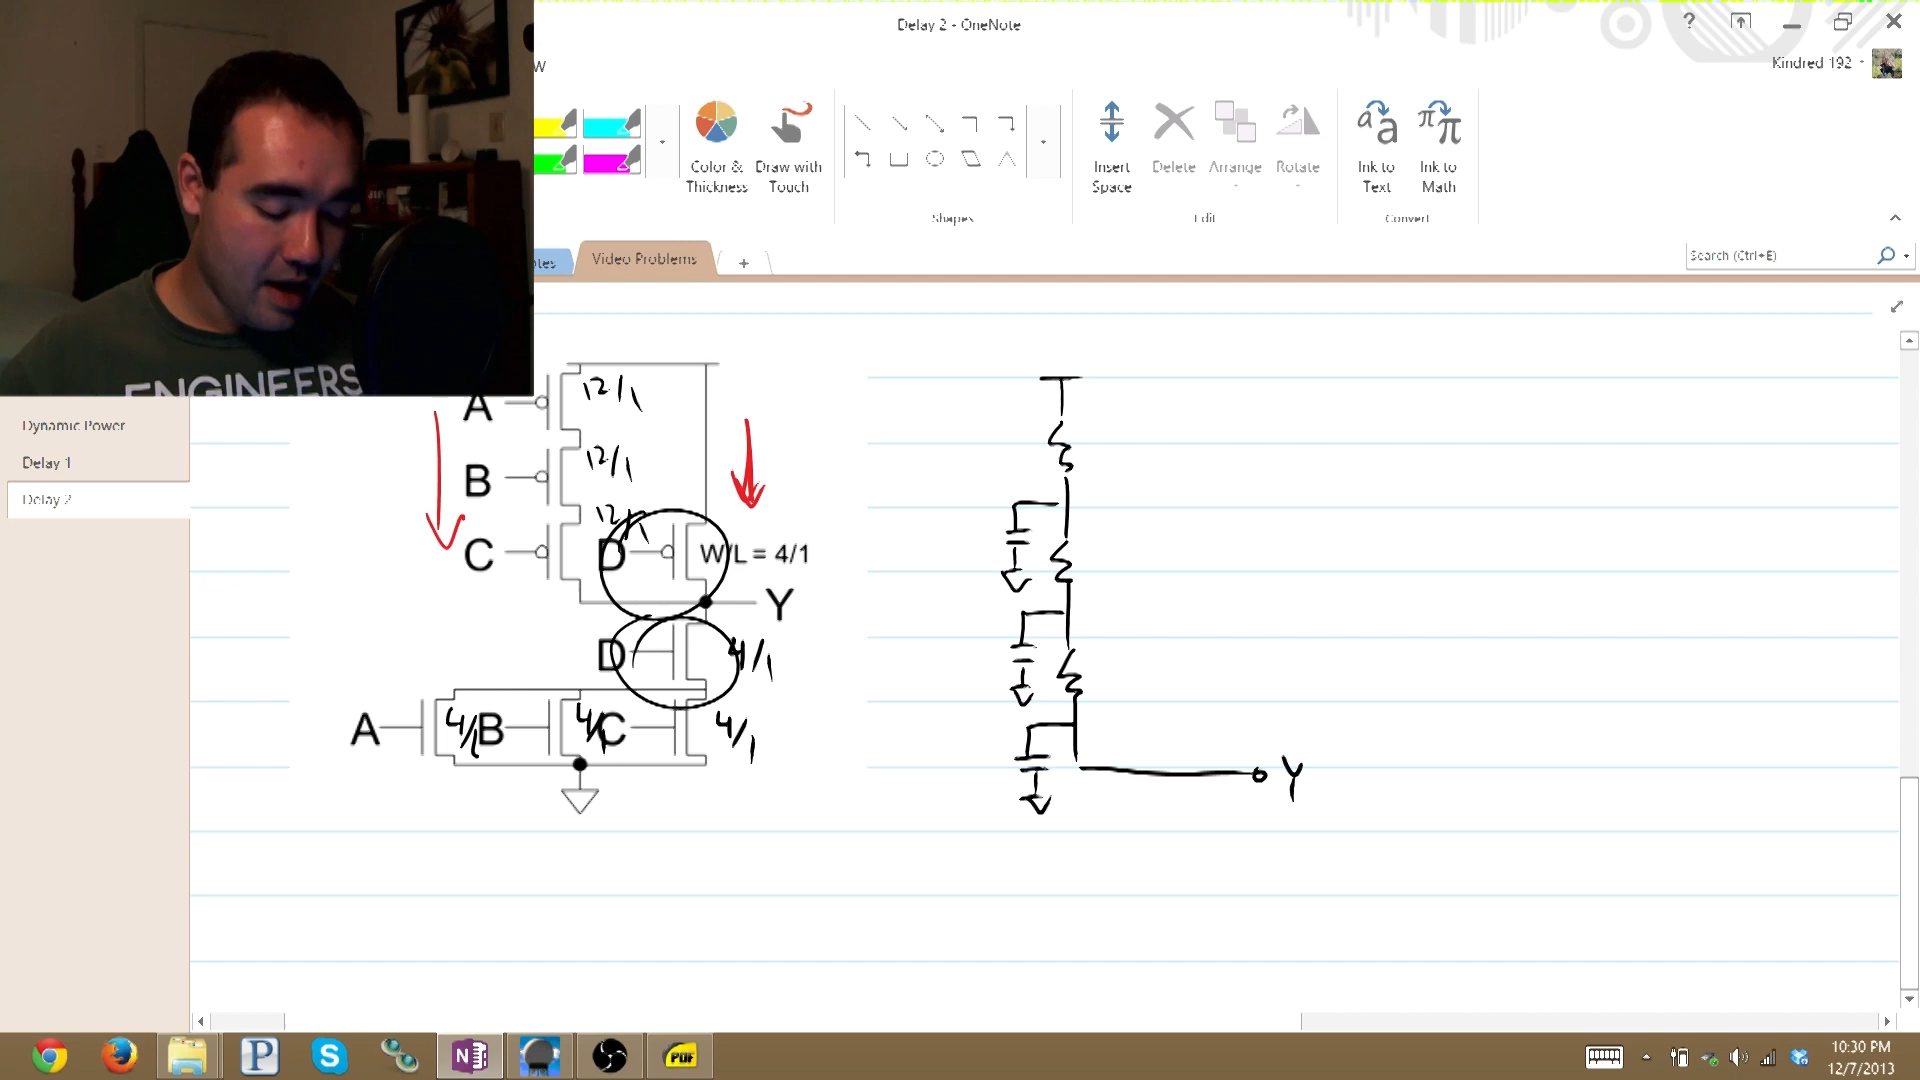 Delay 2 - OneNote
?
W
Kindred 192
Color & Thickness
Draw with Touch
Insert Space
Delete
Arrange
Rotate
Ink to Text
Ink to Math
Shapes
Edit
Convert
Video Problems
+
Search (Ctrl+E)
ENGINEERS
Dynamic Power
Delay 1
Delay 2
A
12/1
B
12/1
12/1
C
D
W/L = 4/1
Y
D
4/1
A
4/1
B
4/1
C
4/1
Y
10:30 PM
12/7/2013
PDF